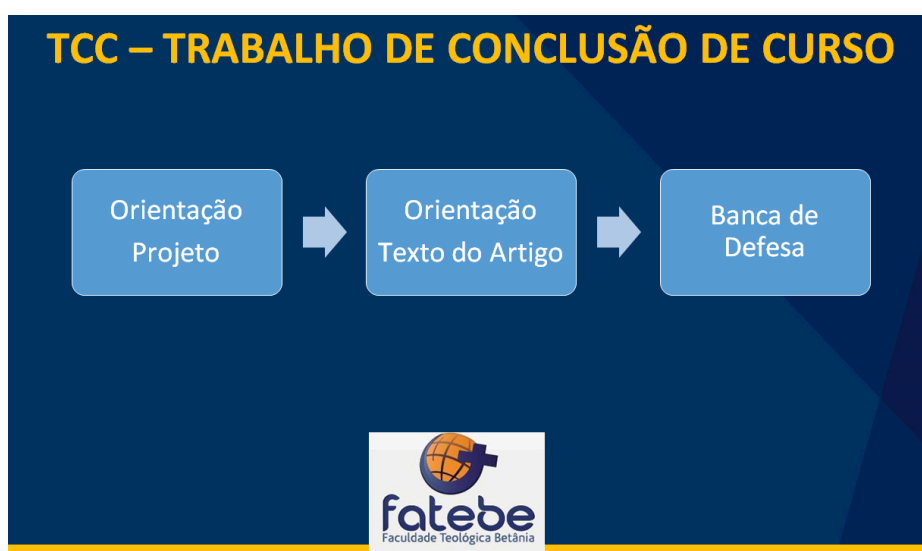 TCC – TRABALHO DE CONCLUSÃO DE CURSO
Orientação
Projeto
Orientação
Texto do Artigo
Banca de
Defesa
fatebe
Faculdade Teológica Betânia